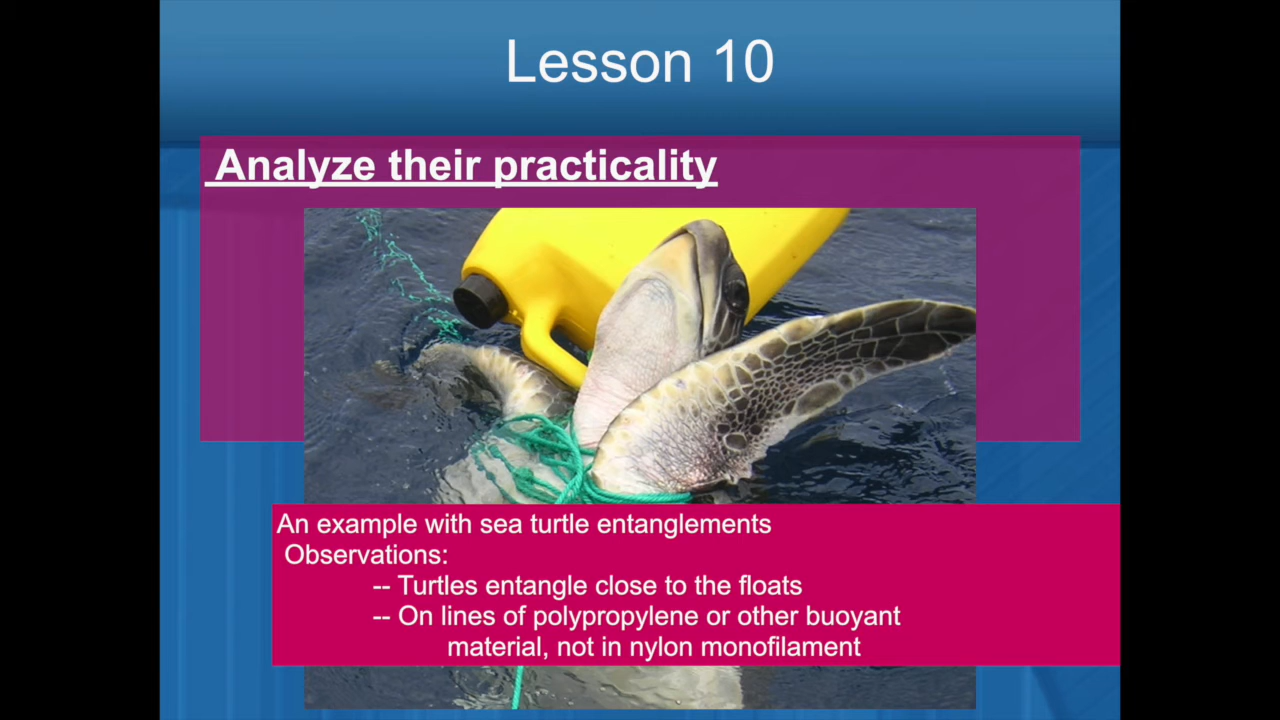 Lesson 10
Analyze their practicality
An example with sea turtle entanglements
Observations:
-- Turtles entangle close to the floats
-- On lines of polypropylene or other buoyant
material, not in nylon monofilament